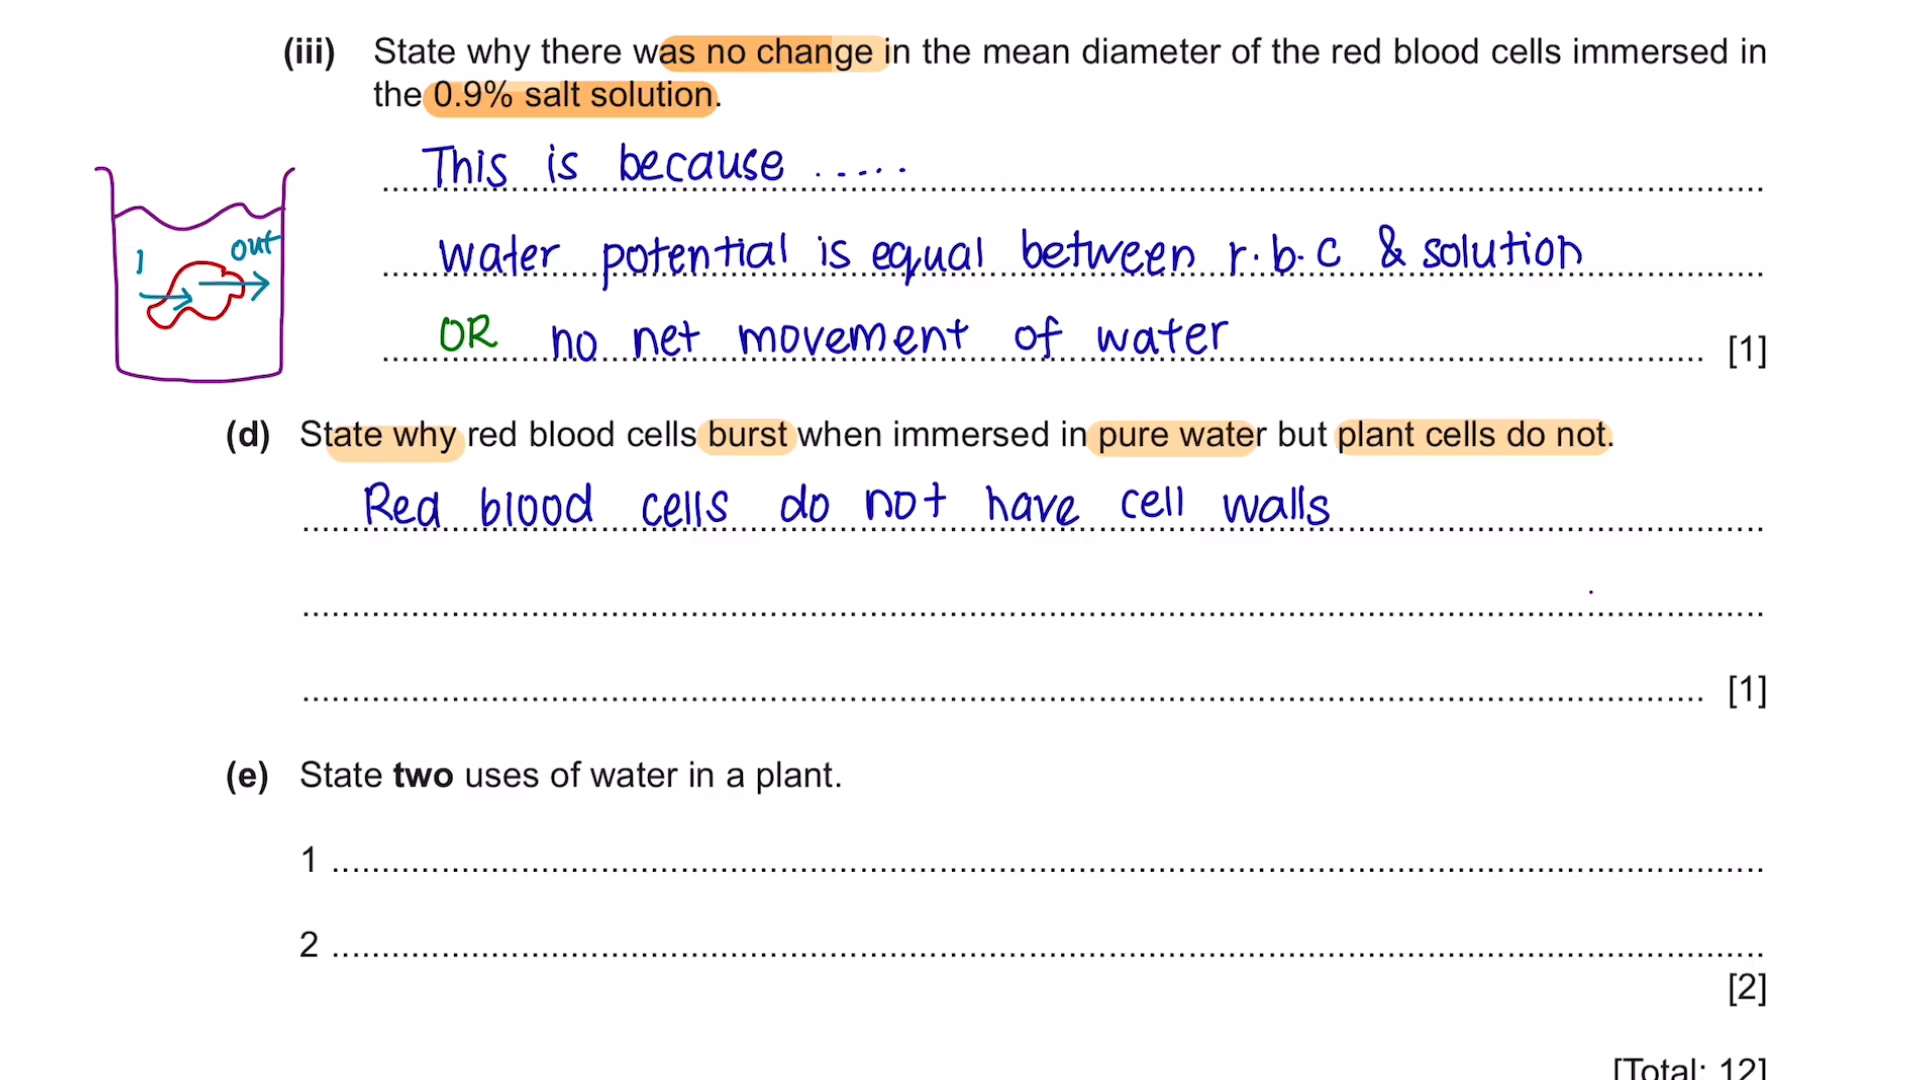 (iii) State why there was no change in the mean diameter of the red blood cells immersed in
the 0.9% salt solution.
This is because .....
water potential is equal between r.b.c & solution
OR no net movement of water [1]
I out
(d) State why red blood cells burst when immersed in pure water but plant cells do not.
Red blood cells do not have cell walls
[1]
(e) State two uses of water in a plant.
1
2
[2]
[Total: 12]